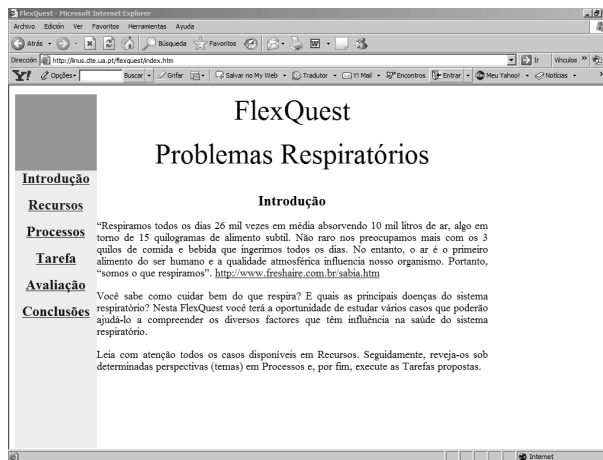 FlexQuest - Microsoft Internet Explorer
Archivo Edición Ver Favoritos Herramientas Ayuda
Atrás Búsqueda Favoritos
Dirección http://linus.dte.ua.pt/flexquest/index.htm Ir Vínculos »
Y! Opções Buscar Grifar Salvar no My Web Tradutor Y! Mail Encontros Entrar Meu Yahoo! Notícias
FlexQuest
Problemas Respiratórios
Introdução
Recursos
Processos
Tarefa
Avaliação
Conclusões
Introdução
“Respiramos todos os dias 26 mil vezes em média absorvendo 10 mil litros de ar, algo em
torno de 15 quilogramas de alimento subtil. Não raro nos preocupamos mais com os 3
quilos de comida e bebida que ingerimos todos os dias. No entanto, o ar é o primeiro
alimento do ser humano e a qualidade atmosférica influencia nosso organismo. Portanto,
“somos o que respiramos”. http://www.freshaire.com.br/sabia.htm
Você sabe como cuidar bem do que respira? E quais as principais doenças do sistema
respiratório? Nesta FlexQuest você terá a oportunidade de estudar vários casos que poderão
ajudá-lo a compreender os diversos factores que têm influência na saúde do sistema
respiratório.
Leia com atenção todos os casos disponíveis em Recursos. Seguidamente, reveja-os sob
determinadas perspectivas (temas) em Processos e, por fim, execute as Tarefas propostas.
Internet